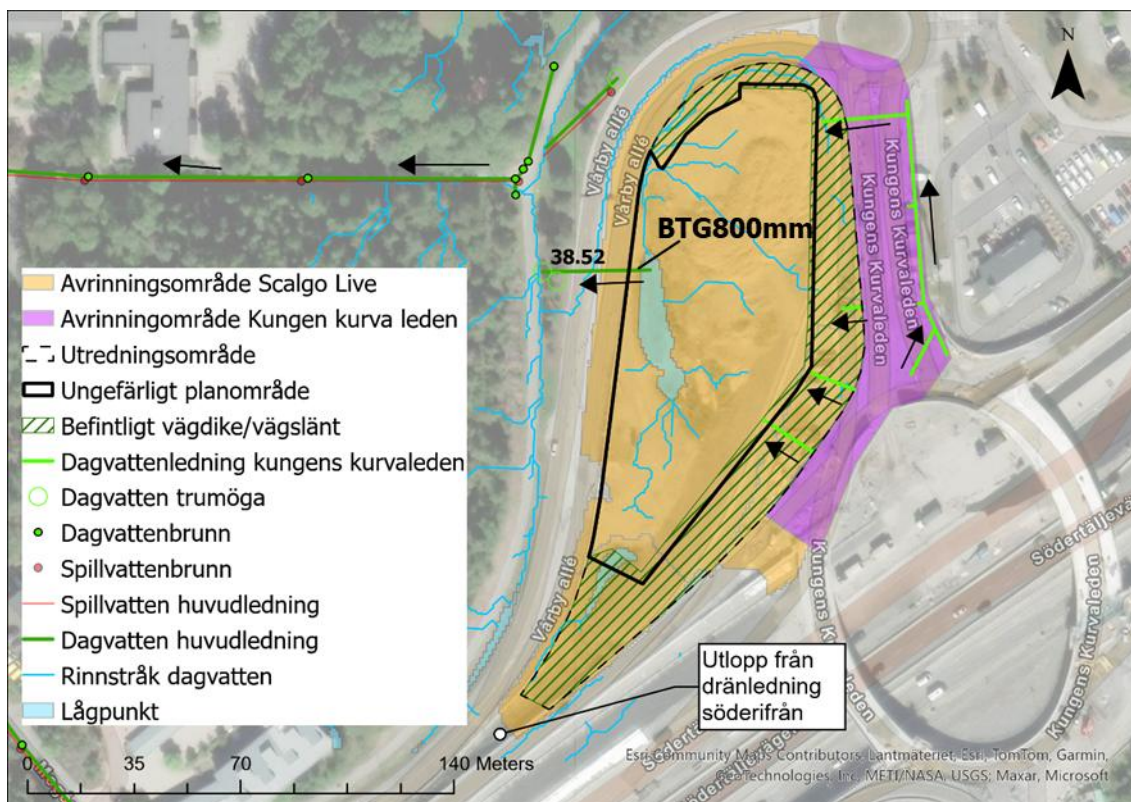 N
Vårby allé
Vårby allé
Kungens Kurvaleden
Kungens Kurvaleden
BTG800mm
38.52
Avrinningsområde Scalgo Live
Avrinningområde Kungen kurva leden
Utredningsområde
Ungefärligt planområde
Befintligt vägdike/vägslänt
Dagvattenledning kungens kurvaleden
Dagvatten trumöga
Dagvattenbrunn
Spillvattenbrunn
Spillvatten huvudledning
Dagvatten huvudledning
Rinnstråk dagvatten
Lågpunkt
Vårby allé
Södertäljevä
Kungens Kurvaleden
Utlopp från
dränledning
söderifrån
0 35 70 140 Meters
Esri Community Maps Contributors, Lantmäteriet, Esri, TomTom, Garmin,
GeoTechnologies, Inc, METI/NASA, USGS; Maxar, Microsoft